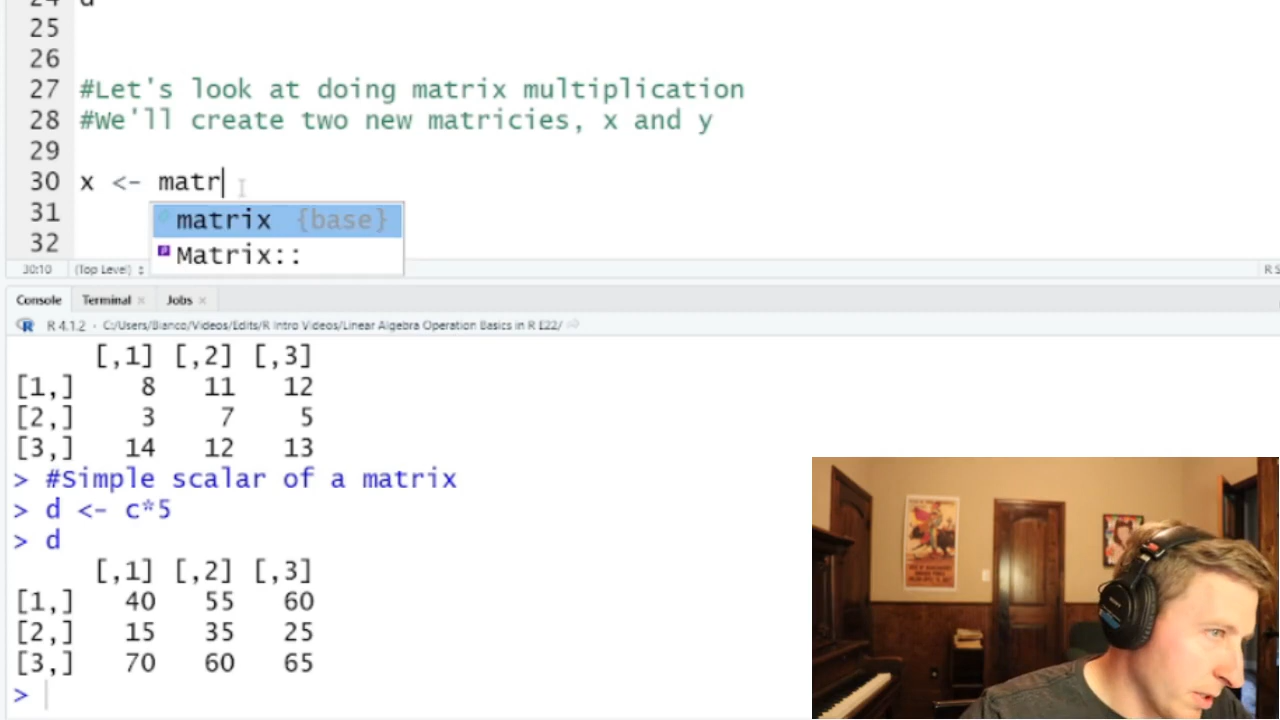 24 d
25
26
27 #Let's look at doing matrix multiplication
28 #We'll create two new matricies, x and y
29
30 x <- matr
31
32
matrix {base}
Matrix::
30:10 (Top Level) R S
Console Terminal × Jobs ×
R 4.1.2 · C:/Users/Bianco/Videos/Edits/R Intro Videos/Linear Algebra Operation Basics in R E22/
[,1] [,2] [,3]
[1,] 8 11 12
[2,] 3 7 5
[3,] 14 12 13
> #Simple scalar of a matrix
> d <- c*5
> d
[,1] [,2] [,3]
[1,] 40 55 60
[2,] 15 35 25
[3,] 70 60 65
>